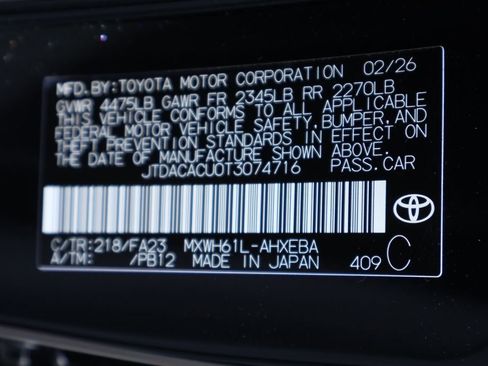 MFD. BY: TOYOTA MOTOR CORPORATION 02/26
GVWR 4475LB GAWR FR 2345LB RR 2270LB
THIS VEHICLE CONFORMS TO ALL APPLICABLE
FEDERAL MOTOR VEHICLE SAFETY, BUMPER, AND
THEFT PREVENTION STANDARDS IN EFFECT ON
THE DATE OF MANUFACTURE SHOWN ABOVE.
JTDACACU0T3074716 PASS.CAR
C/TR: 218/FA23 MXWH61L-AHXEBA
A/TM: /PB12 MADE IN JAPAN 409 C